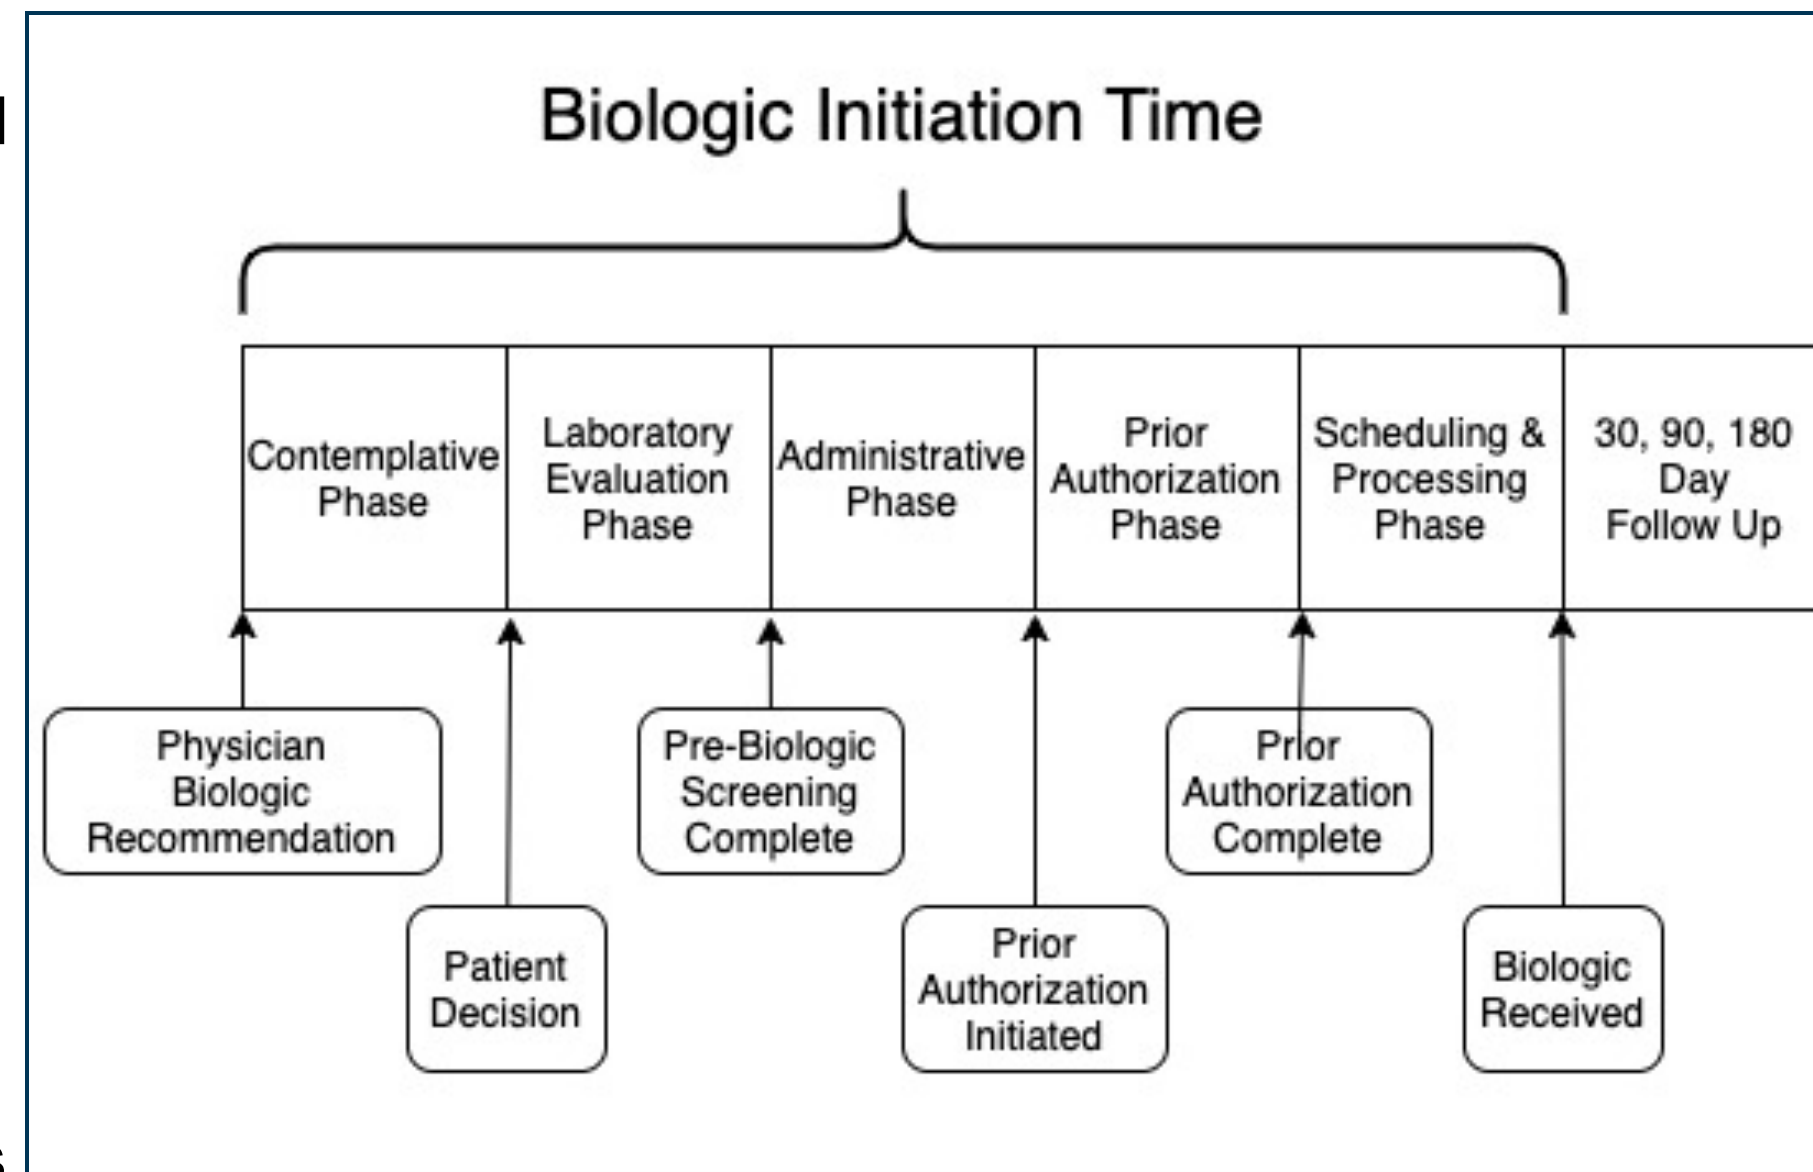 Biologic Initiation Time
Contemplative
Phase
Laboratory
Evaluation
Phase
Administrative
Phase
Prior
Authorization
Phase
Scheduling &
Processing
Phase
30, 90, 180
Day
Follow Up
Physician
Biologic
Recommendation
Patient
Decision
Pre-Biologic
Screening
Complete
Prior
Authorization
Initiated
Prior
Authorization
Complete
Biologic
Received